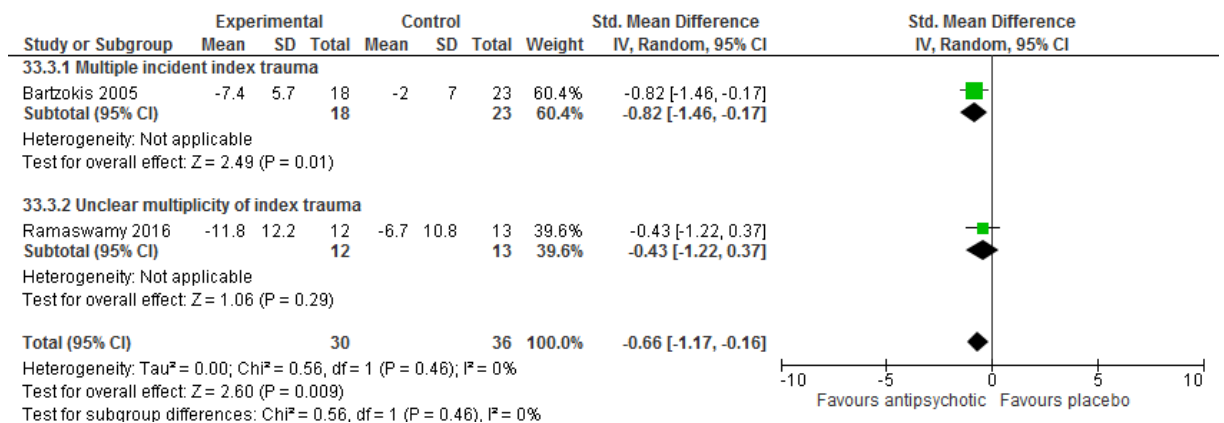 Experimental Control Std. Mean Difference Std. Mean Difference
Study or Subgroup Mean SD Total Mean SD Total Weight IV, Random, 95% CI IV, Random, 95% CI
33.3.1 Multiple incident index trauma
Bartzokis 2005 -7.4 5.7 18 -2 7 23 60.4% -0.82 [-1.46, -0.17]
Subtotal (95% CI) 18 23 60.4% -0.82 [-1.46, -0.17]
Heterogeneity: Not applicable
Test for overall effect: Z = 2.49 (P = 0.01)
33.3.2 Unclear multiplicity of index trauma
Ramaswamy 2016 -11.8 12.2 12 -6.7 10.8 13 39.6% -0.43 [-1.22, 0.37]
Subtotal (95% CI) 12 13 39.6% -0.43 [-1.22, 0.37]
Heterogeneity: Not applicable
Test for overall effect: Z = 1.06 (P = 0.29)
Total (95% CI) 30 36 100.0% -0.66 [-1.17, -0.16]
Heterogeneity: Tau² = 0.00; Chi² = 0.56, df = 1 (P = 0.46); I² = 0%
Test for overall effect: Z = 2.60 (P = 0.009)
Test for subgroup differences: Chi² = 0.56, df = 1 (P = 0.46), I² = 0%
-10 -5 0 5 10
Favours antipsychotic Favours placebo